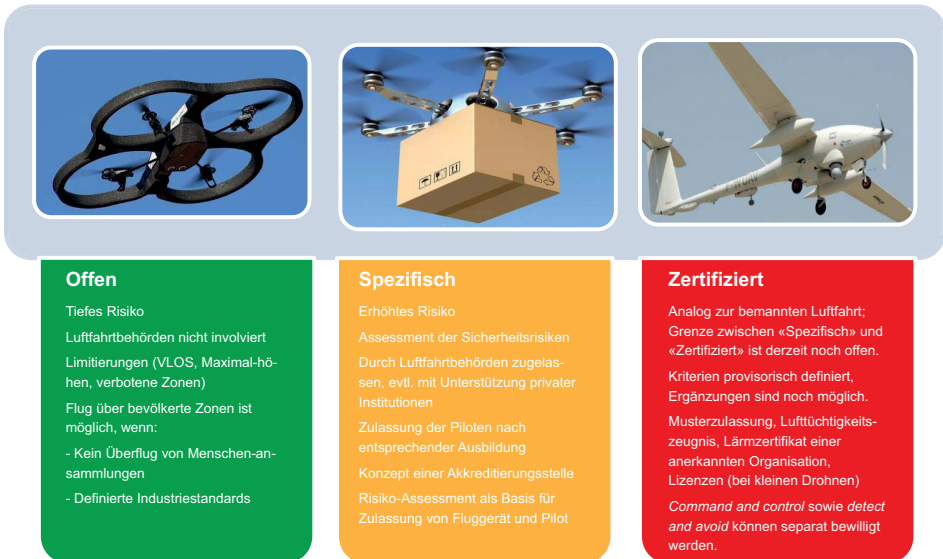 Offen
Tiefes Risiko
Luftfahrtbehörden nicht involviert
Limitierungen (VLOS, Maximal-hö-
hen, verbotene Zonen)
Flug über bevölkerte Zonen ist
möglich, wenn:
- Kein Überflug von Menschen-an-
sammlungen
- Definierte Industriestandards
Spezifisch
Erhöhtes Risiko
Assessment der Sicherheitsrisiken
Durch Luftfahrtbehörden zugelas-
sen, evtl. mit Unterstützung privater
Institutionen
Zulassung der Piloten nach
entsprechender Ausbildung
Konzept einer Akkreditierungsstelle
Risiko-Assessment als Basis für
Zulassung von Fluggerät und Pilot
Zertifiziert
Analog zur bemannten Luftfahrt;
Grenze zwischen «Spezifisch» und
«Zertifiziert» ist derzeit noch offen.
Kriterien provisorisch definiert,
Ergänzungen sind noch möglich.
Musterzulassung, Lufttüchtigkeits-
zeugnis, Lärmzertifikat einer
anerkannten Organisation,
Lizenzen (bei kleinen Drohnen)
Command and control sowie detect
and avoid können separat bewilligt
werden.